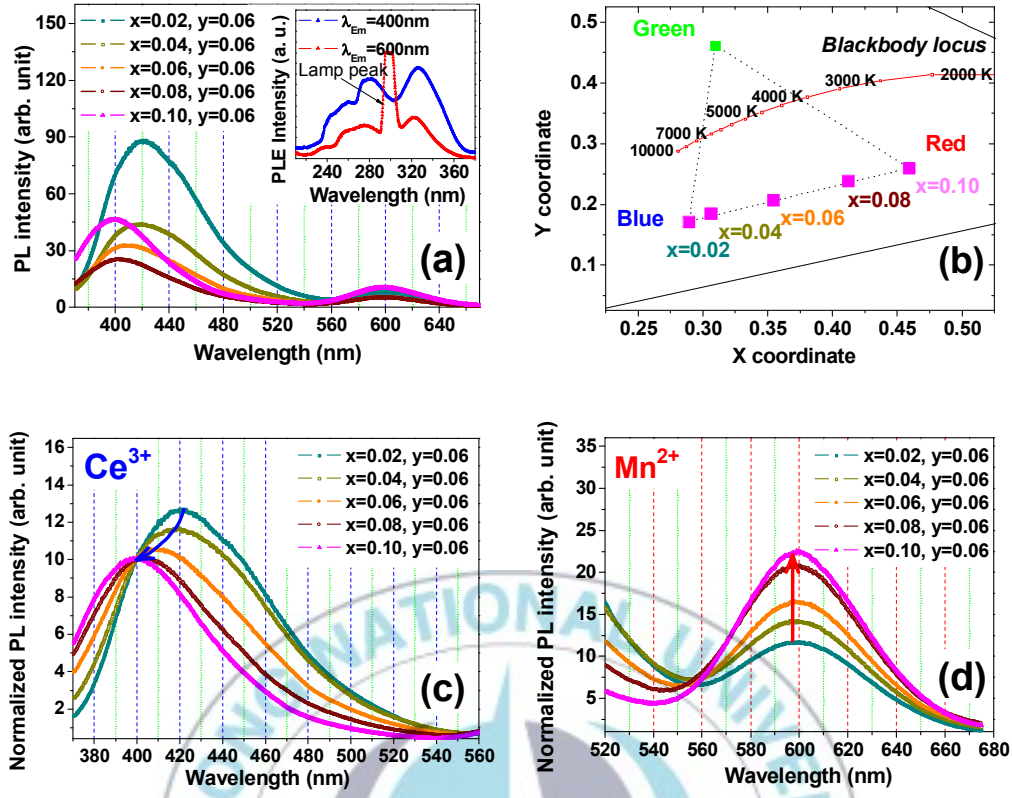 PL intensity (arb. unit)
150
120
90
60
30
0
400 440 480 520 560 600 640
Wavelength (nm)
x=0.02, y=0.06
x=0.04, y=0.06
x=0.06, y=0.06
x=0.08, y=0.06
x=0.10, y=0.06
(a)
PLE Intensity (a. u.)
λEm=400nm
λEm=600nm
Lamp peak
240 280 320 360
Wavelength (nm)
Y coordinate
0.5
0.4
0.3
0.2
0.1
0.25 0.30 0.35 0.40 0.45 0.50
X coordinate
Green
Blackbody locus
2000 K
3000 K
4000 K
5000 K
7000 K
10000
Red
Blue
x=0.02
x=0.04
x=0.06
x=0.08
x=0.10
(b)
Normalized PL intensity (arb. unit)
16
14
12
10
8
6
4
2
380 400 420 440 460 480 500 520 540 560
Wavelength (nm)
Ce3+
x=0.02, y=0.06
x=0.04, y=0.06
x=0.06, y=0.06
x=0.08, y=0.06
x=0.10, y=0.06
(c)
Normalized PL intensity (arb. unit)
35
30
25
20
15
10
5
520 540 560 580 600 620 640 660 680
Wavelength (nm)
Mn2+
x=0.02, y=0.06
x=0.04, y=0.06
x=0.06, y=0.06
x=0.08, y=0.06
x=0.10, y=0.06
(d)
ONG NATIONAL UNIVER